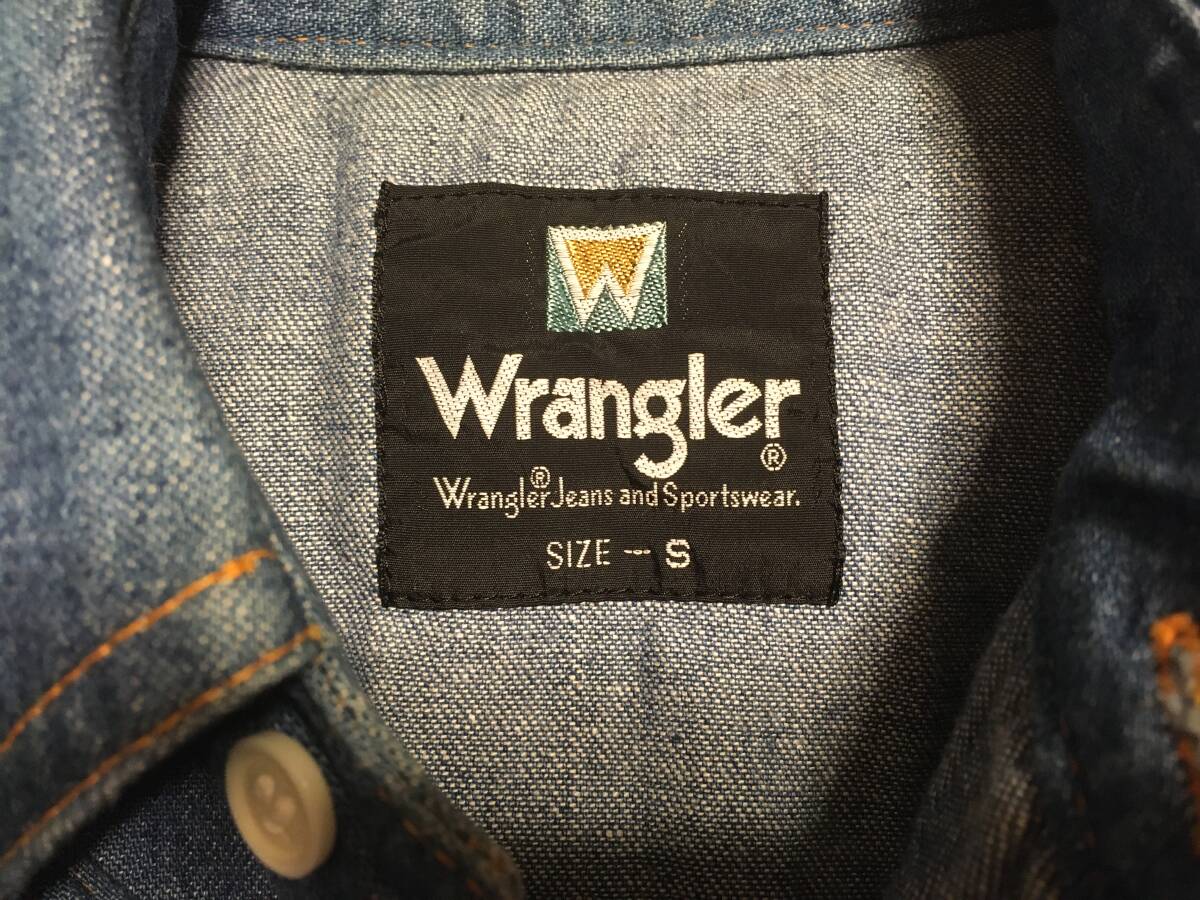 W
Wrangler®
Wrangler® Jeans and Sportswear.
SIZE --- S